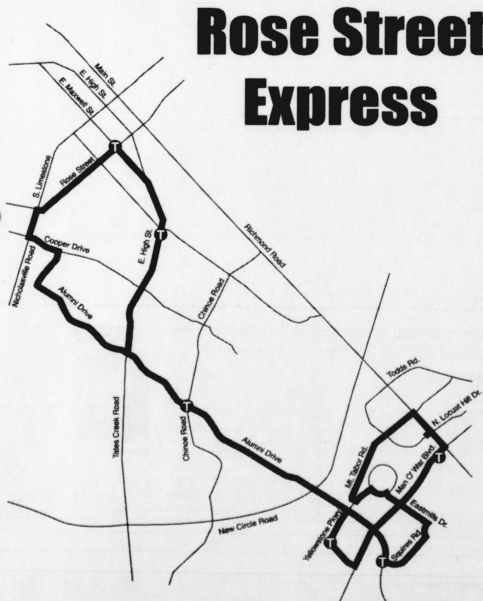 Rose Street
Express
Main St.
E. High St.
E. Maxwell St.
S. Limestone
Rose Street
T
Richmond Road
Nicholasville Road
Cooper Drive
E. High St.
T
Chinoe Road
Alumni Drive
Todds Rd.
N. Locust Hill Dr.
T
Chinoe Road
Tates Creek Road
Alumni Drive
Mt. Tabor Rd.
Man O' War Blvd.
T
New Circle Road
Eastmills Dr.
Yellowstone Pkwy.
T
Squires Rd.
T